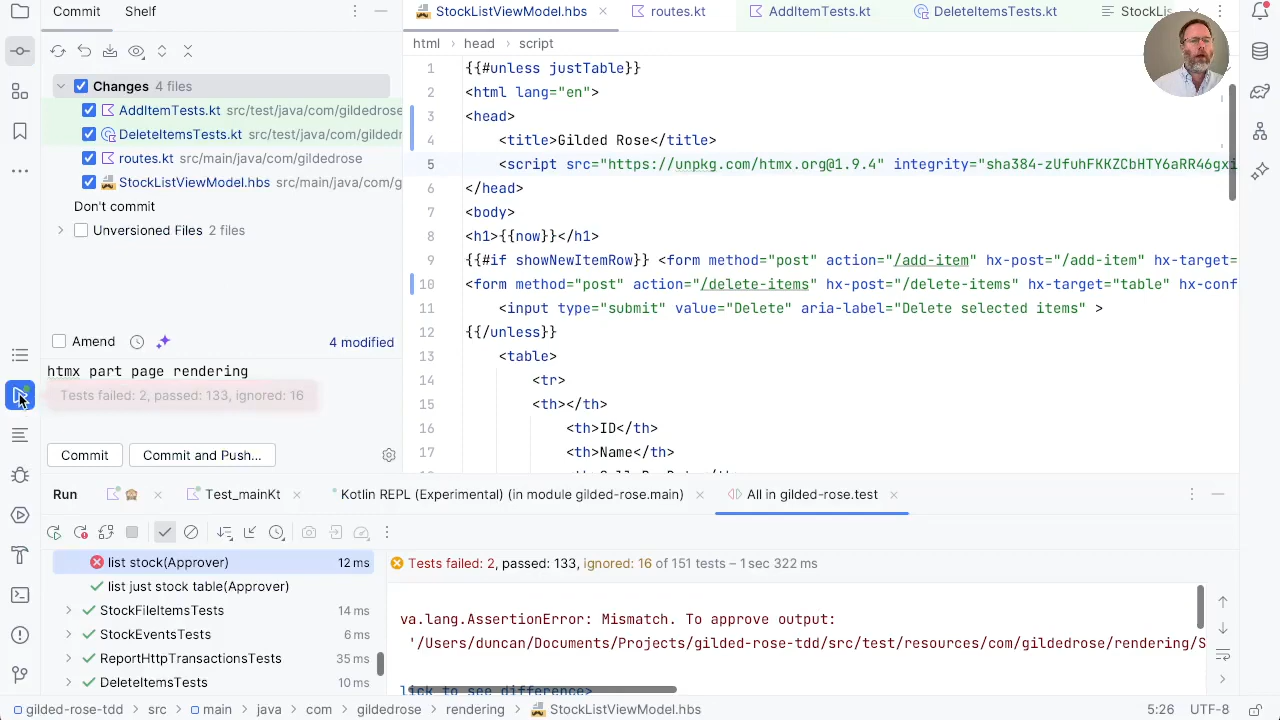 Commit Shelf
StockListViewModel.hbs routes.kt AddItemTests.kt DeleteItemsTests.kt
html › head › script
Changes 4 files
AddItemTests.kt src/test/java/com/gildedrose
DeleteItemsTests.kt src/test/java/com/gildedr
routes.kt src/main/java/com/gildedrose
StockListViewModel.hbs src/main/java/com/g
Don't commit
Unversioned Files 2 files
Amend 4 modified
htmx part page rendering
Tests failed: 2, passed: 133, ignored: 16
Commit Commit and Push...
1 {{#unless justTable}}
2 <html lang="en">
3 <head>
4 <title>Gilded Rose</title>
5 <script src="https://unpkg.com/htmx.org@1.9.4" integrity="sha384-zUfuhFKKZCbHTY6aRR46gxi
6 </head>
7 <body>
8 <h1>{{now}}</h1>
9 {{#if showNewItemRow}} <form method="post" action="/add-item" hx-post="/add-item" hx-target=
10 <form method="post" action="/delete-items" hx-post="/delete-items" hx-target="table" hx-conf
11 <input type="submit" value="Delete" aria-label="Delete selected items" >
12 {{/unless}}
13 <table>
14 <tr>
15 <th></th>
16 <th>ID</th>
17 <th>Name</th>
Run Test_mainKt Kotlin REPL (Experimental) (in module gilded-rose.main) All in gilded-rose.test
list stock(Approver) 12 ms
list just stock table(Approver)
StockFileItemsTests 14 ms
StockEventsTests 6 ms
ReportHttpTransactionsTests 35 ms
DeleteItemsTests 10 ms
Tests failed: 2, passed: 133, ignored: 16 of 151 tests – 1 sec 322 ms
va.lang.AssertionError: Mismatch. To approve output:
'/Users/duncan/Documents/Projects/gilded-rose-tdd/src/test/resources/com/gildedrose/rendering/S
lick to see difference>
gilded-rose-tdd › src › main › java › com › gildedrose › rendering › StockListViewModel.hbs 5:26 UTF-8